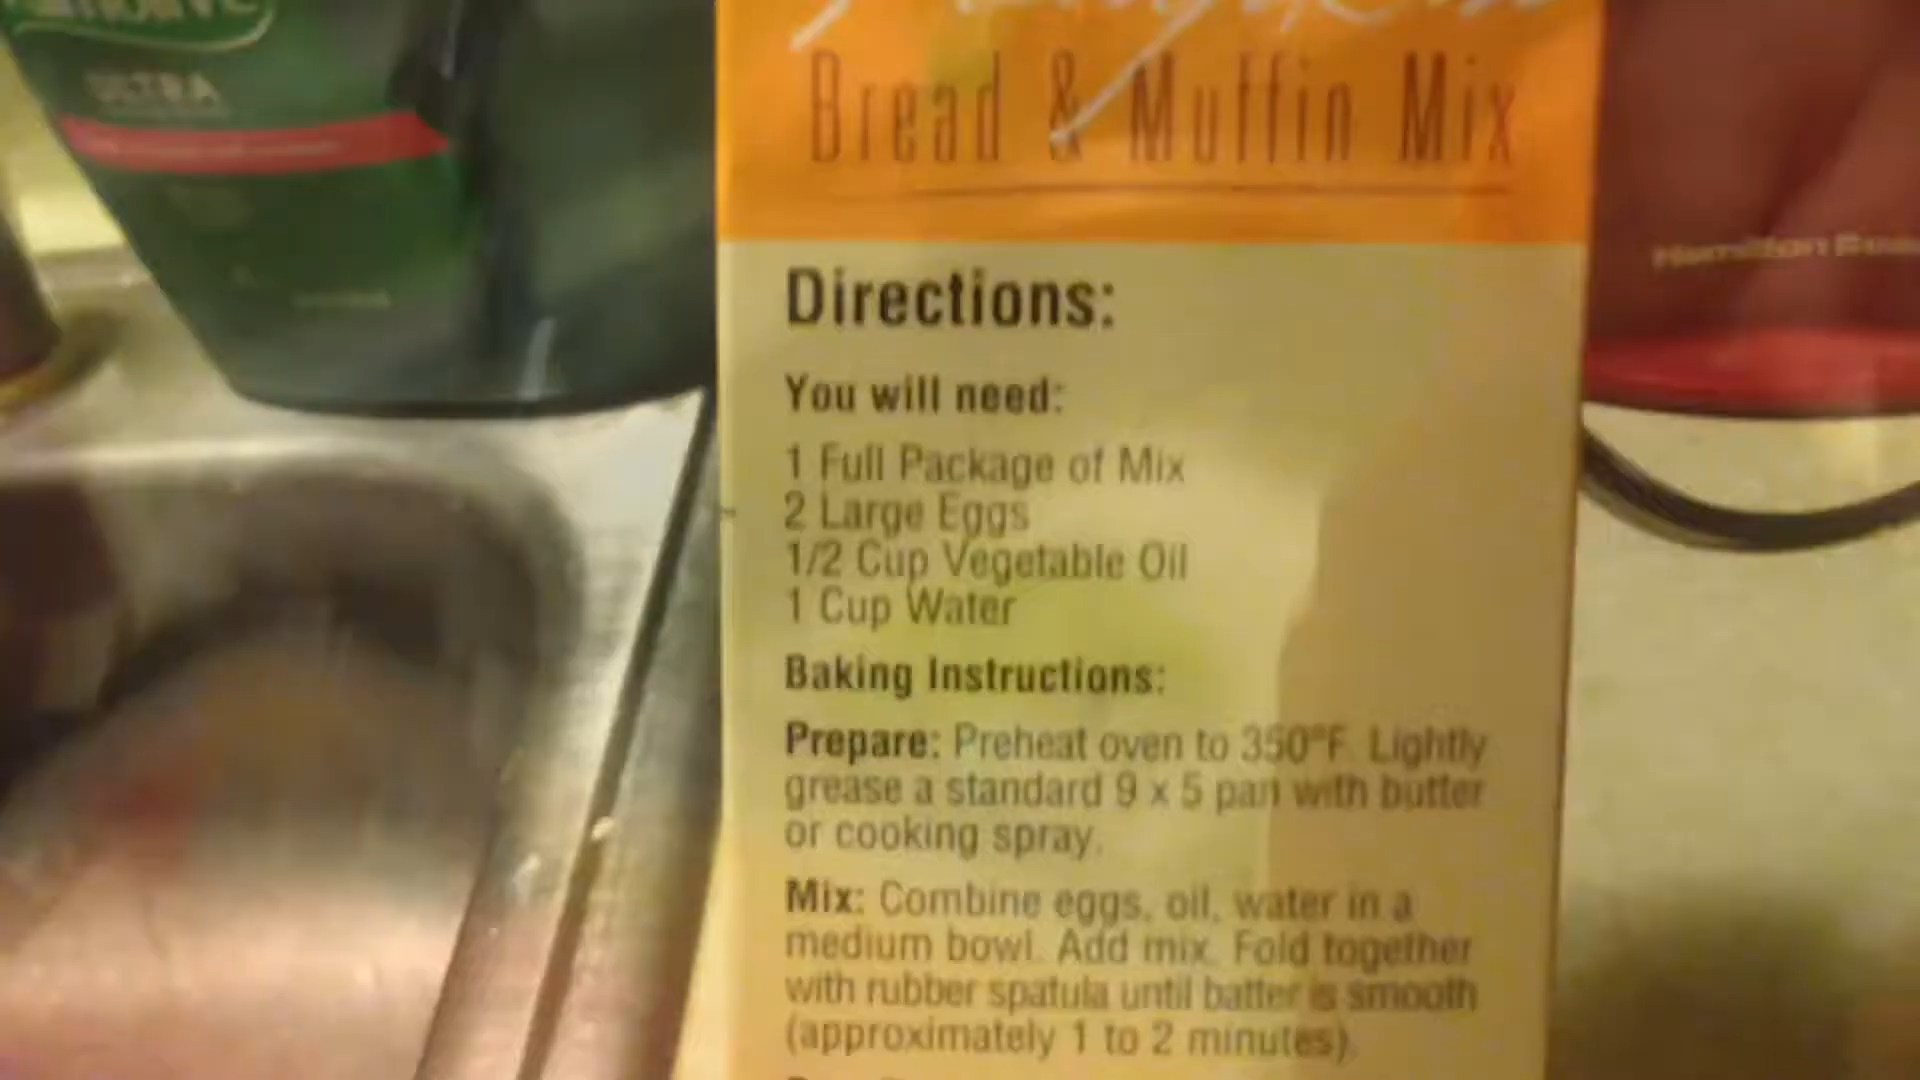 ULTRA
Bread & Muffin Mix
Hamilton Beac
Directions:
You will need:
1 Full Package of Mix
2 Large Eggs
1/2 Cup Vegetable Oil
1 Cup Water
Baking Instructions:
Prepare: Preheat oven to 350°F. Lightly
grease a standard 9 x 5 pan with butter
or cooking spray.
Mix: Combine eggs, oil, water in a
medium bowl. Add mix. Fold together
with rubber spatula until batter is smooth
(approximately 1 to 2 minutes).